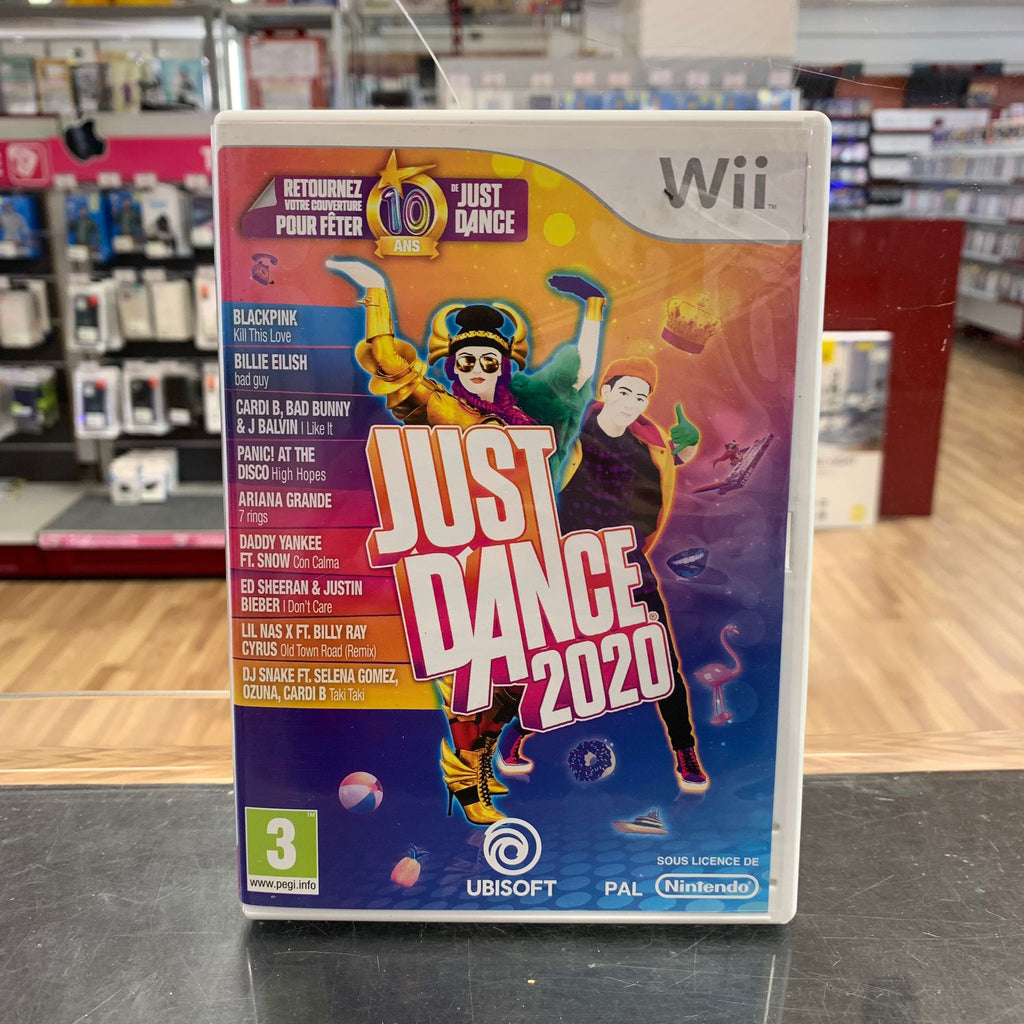 Wii
RETOURNEZ
VOTRE COUVERTURE
POUR FÊTER
10
ANS
DE JUST
DANCE
BLACKPINK
Kill This Love
BILLIE EILISH
bad guy
CARDI B, BAD BUNNY
& J BALVIN I Like It
PANIC! AT THE
DISCO High Hopes
ARIANA GRANDE
7 rings
DADDY YANKEE
FT. SNOW Con Calma
ED SHEERAN & JUSTIN
BIEBER I Don't Care
LIL NAS X FT. BILLY RAY
CYRUS Old Town Road (Remix)
DJ SNAKE FT. SELENA GOMEZ,
OZUNA, CARDI B Taki Taki
JUST
DANCE
2020
3
www.pegi.info
UBISOFT
PAL
SOUS LICENCE DE
Nintendo